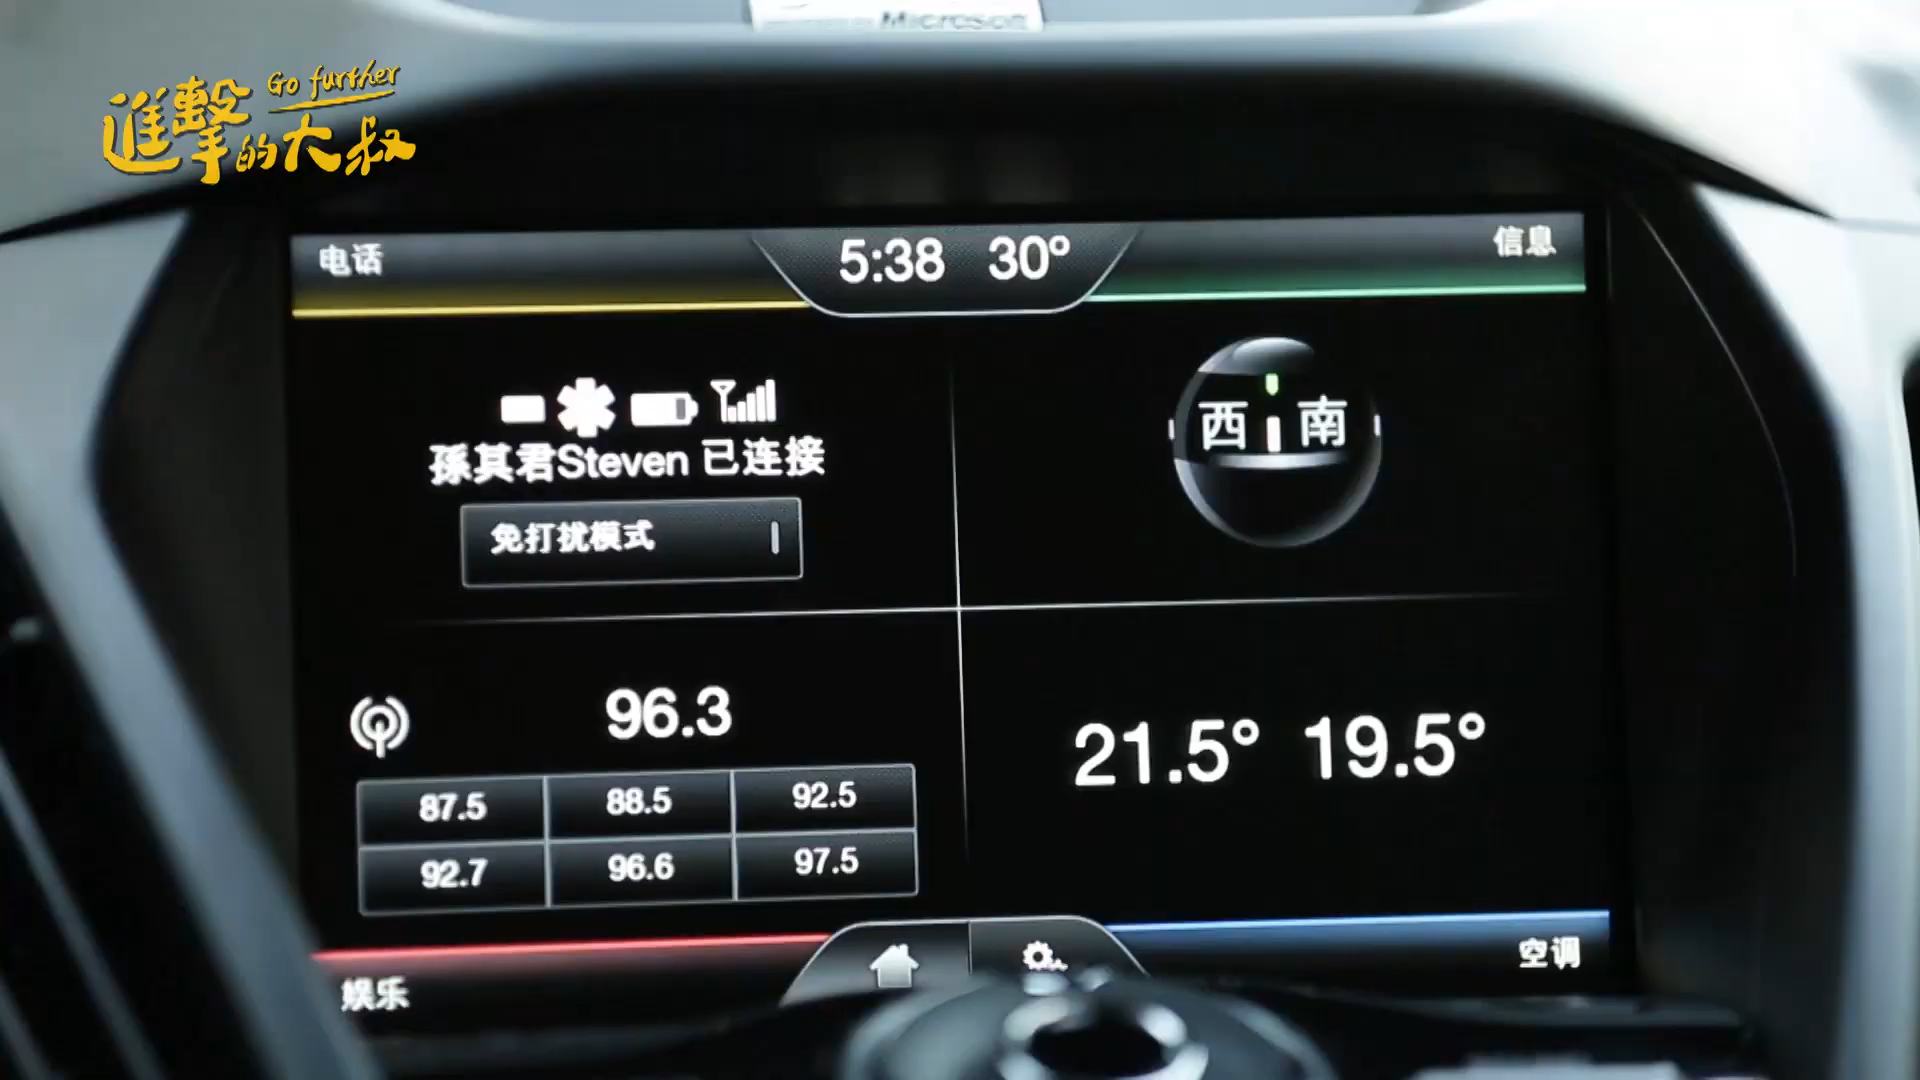 Microsoft
Go further
進擊的大叔
电话
5:38 30°
信息
孫其君Steven 已连接
免打扰模式
西 南
96.3
87.5 88.5 92.5
92.7 96.6 97.5
21.5° 19.5°
娱乐
空调